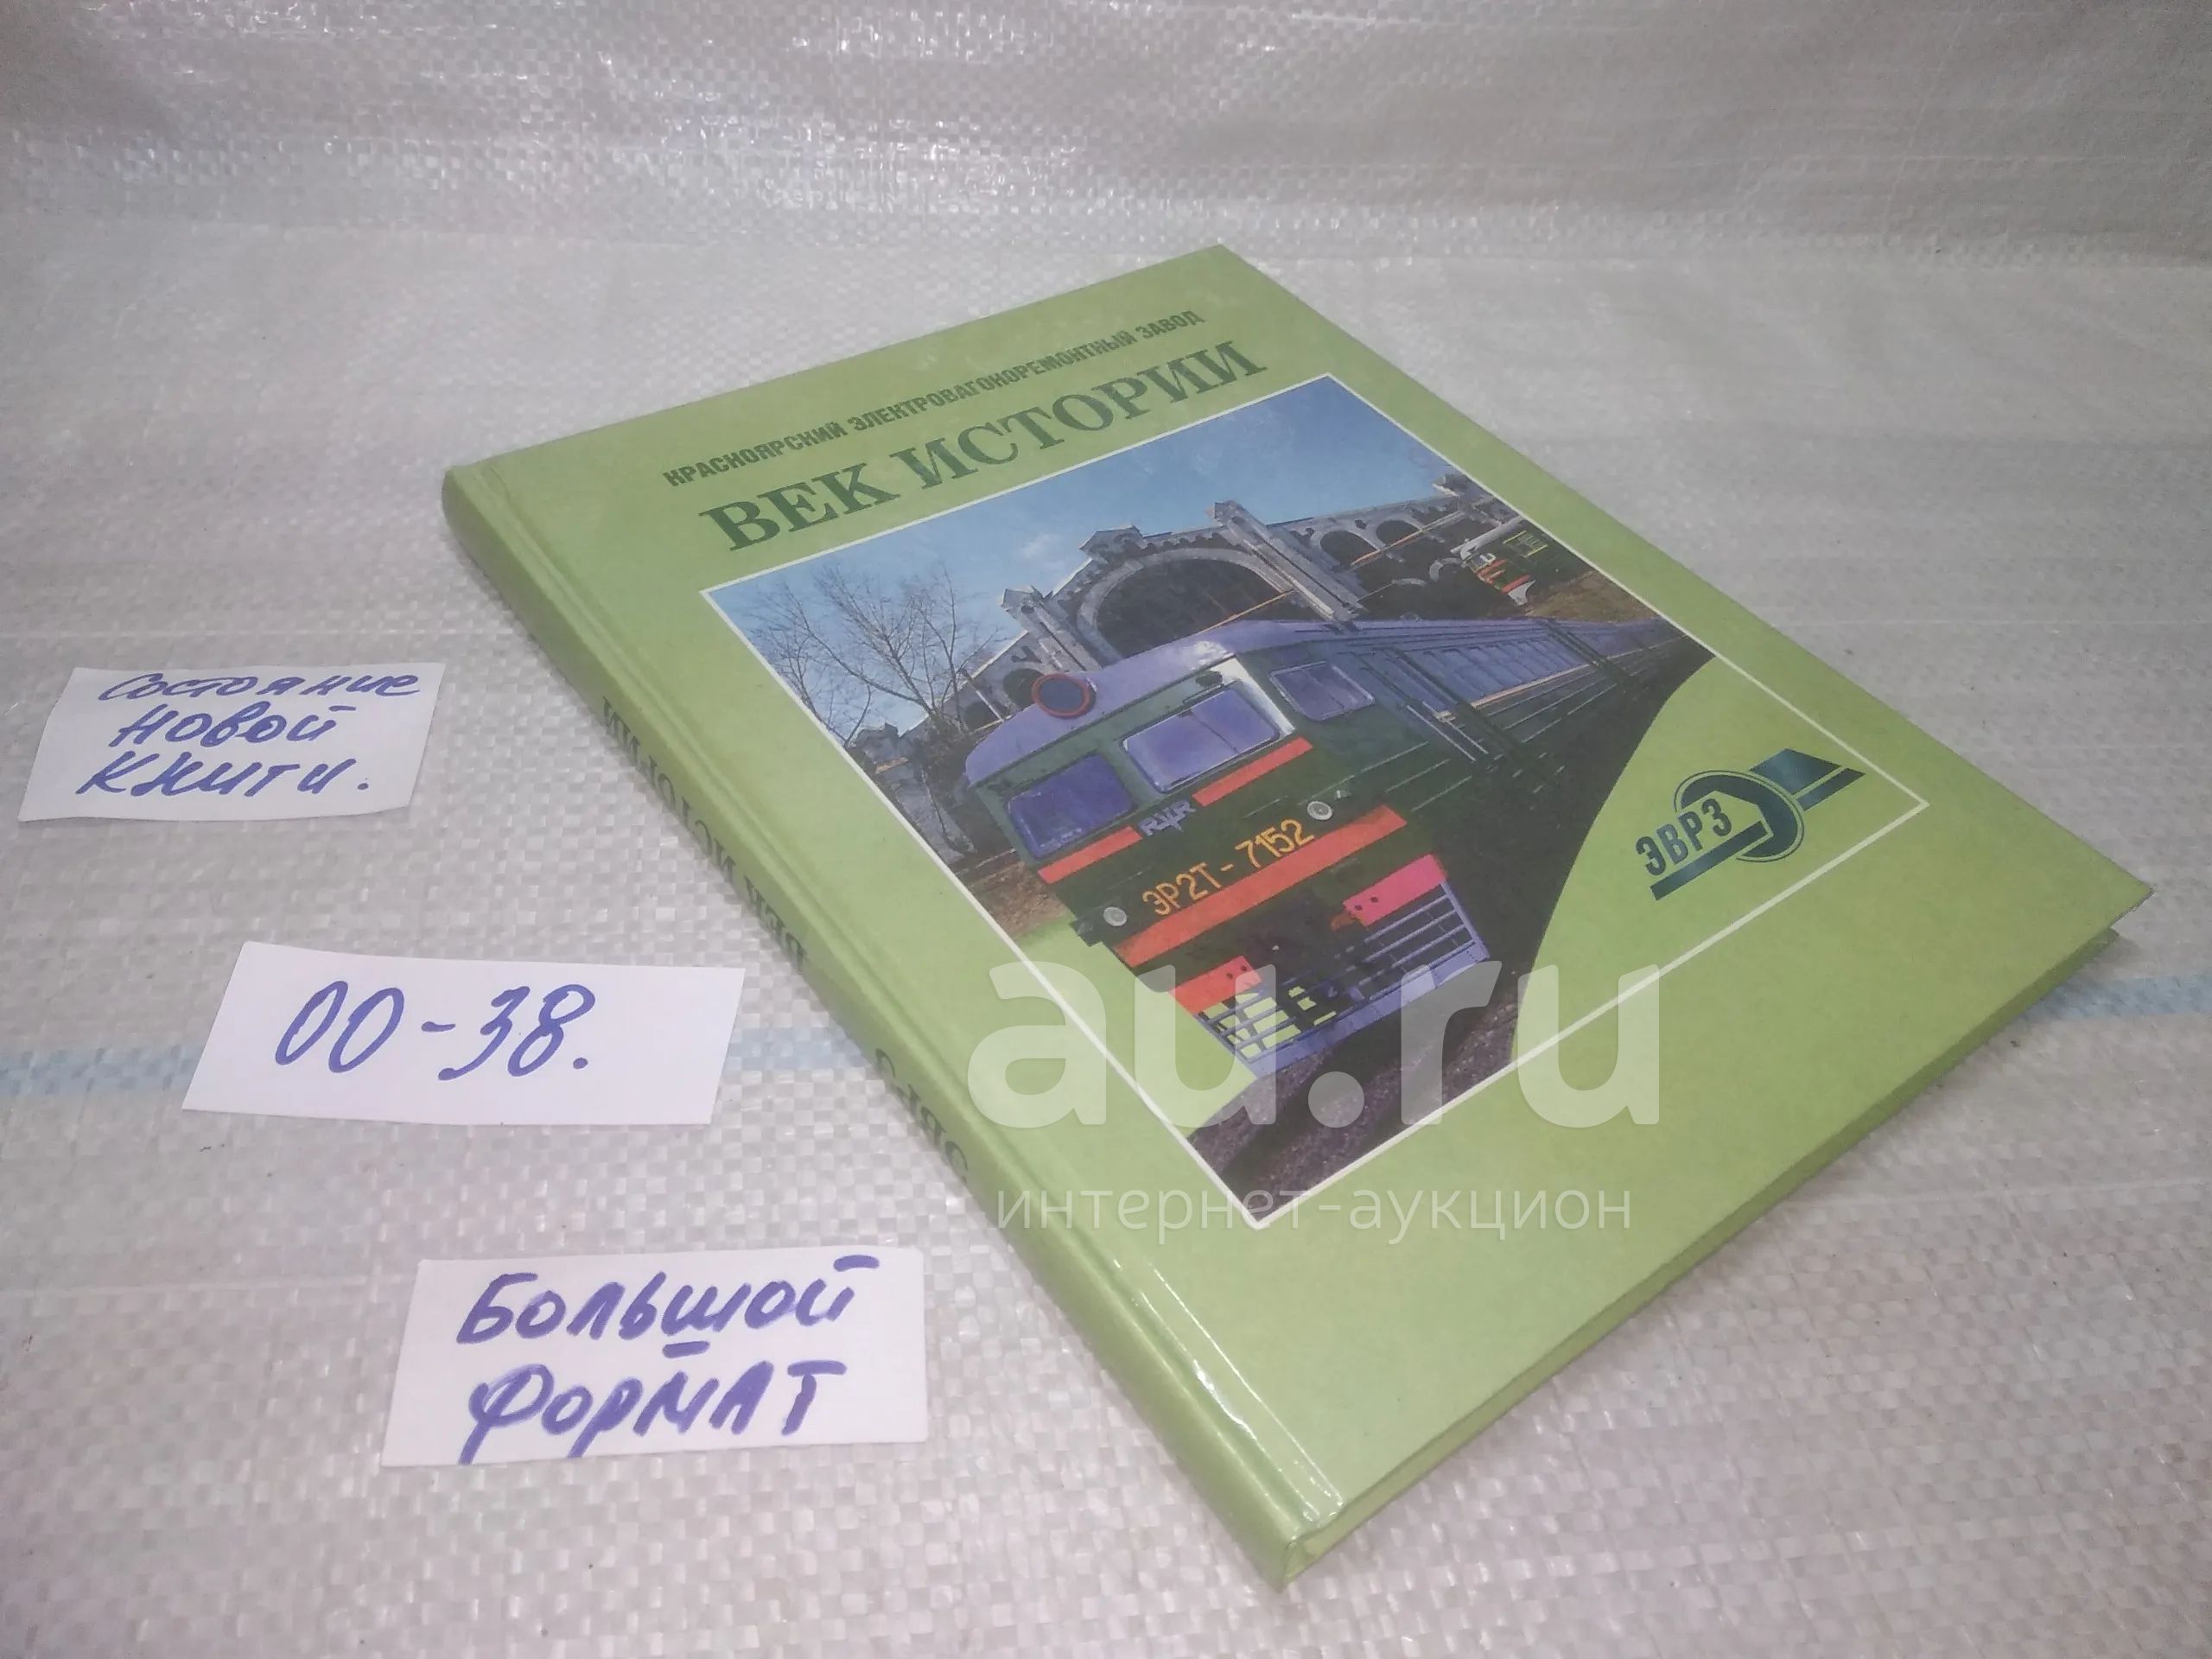 КРАСНОЯРСКИЙ ЭЛЕКТРОВАГОНОРЕМОНТНЫЙ ЗАВОД
ВЕК ИСТОРИИ
RVR
ЭР2Т-7152
ЭВРЗ
ВЕК ИСТОРИИ
Состояние
новой
книги.
00-38.
БОЛЬШОЙ
ФОРМАТ
au.ru
интернет-аукцион